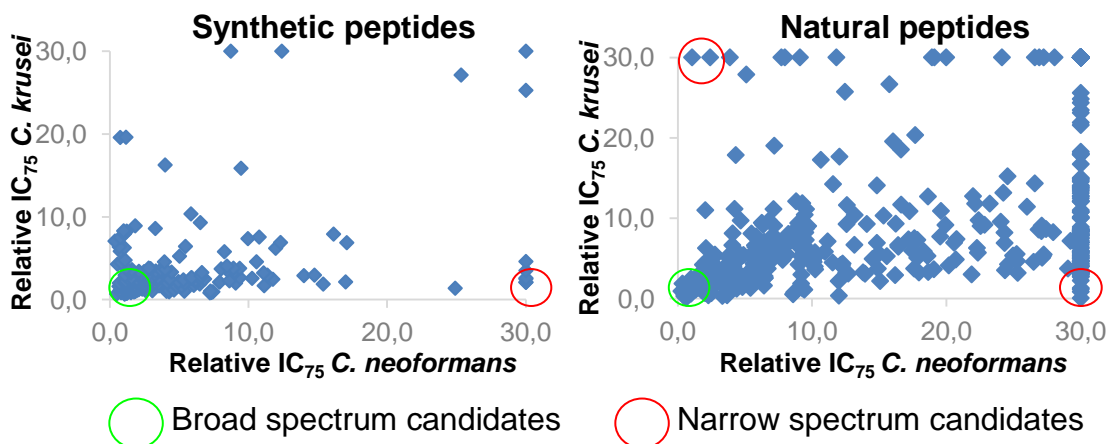 Synthetic peptides
Relative IC₇₅ C. krusei
30,0
20,0
10,0
0,0
0,0 10,0 20,0 30,0
Relative IC₇₅ C. neoformans
Natural peptides
Relative IC₇₅ C. krusei
30,0
20,0
10,0
0,0
0,0 10,0 20,0 30,0
Relative IC₇₅ C. neoformans
Broad spectrum candidates
Narrow spectrum candidates